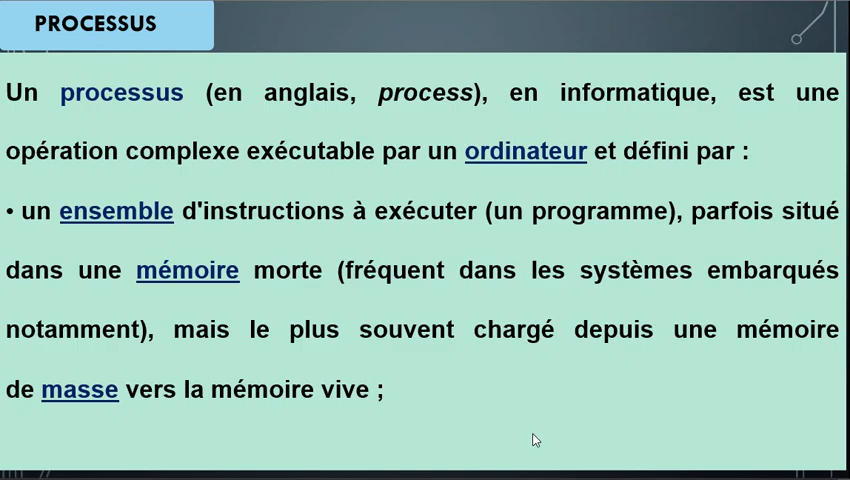 PROCESSUS
Un processus (en anglais, process), en informatique, est une
opération complexe exécutable par un ordinateur et défini par :
• un ensemble d'instructions à exécuter (un programme), parfois situé
dans une mémoire morte (fréquent dans les systèmes embarqués
notamment), mais le plus souvent chargé depuis une mémoire
de masse vers la mémoire vive ;